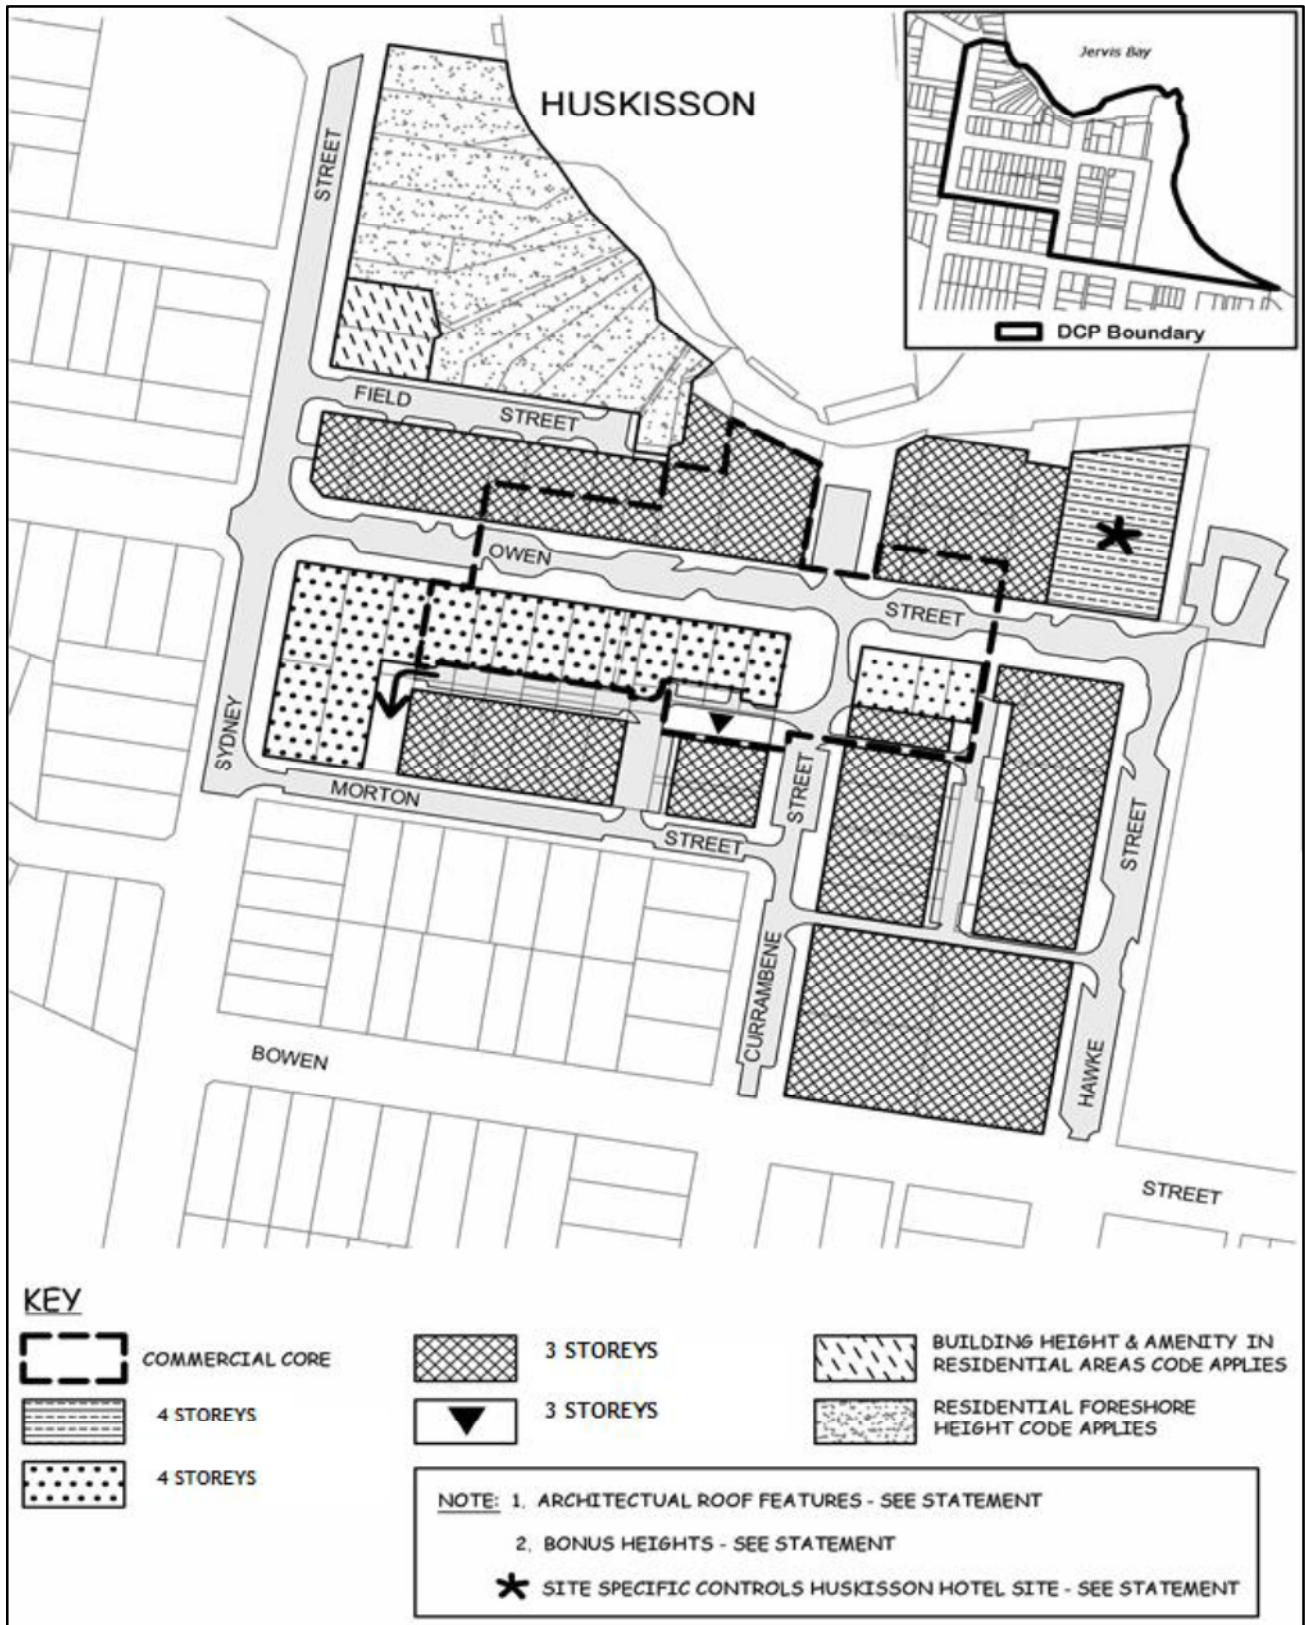 HUSKISSON
Jervis Bay
DCP Boundary
STREET
FIELD
STREET
OWEN
STREET
SYDNEY
MORTON
STREET
STREET
STREET
CURRAMBENE
HAWKE
BOWEN
STREET
KEY
COMMERCIAL CORE
4 STOREYS
4 STOREYS
3 STOREYS
3 STOREYS
BUILDING HEIGHT & AMENITY IN
RESIDENTIAL AREAS CODE APPLIES
RESIDENTIAL FORESHORE
HEIGHT CODE APPLIES
NOTE: 1. ARCHITECTUAL ROOF FEATURES - SEE STATEMENT
2. BONUS HEIGHTS - SEE STATEMENT
SITE SPECIFIC CONTROLS HUSKISSON HOTEL SITE - SEE STATEMENT